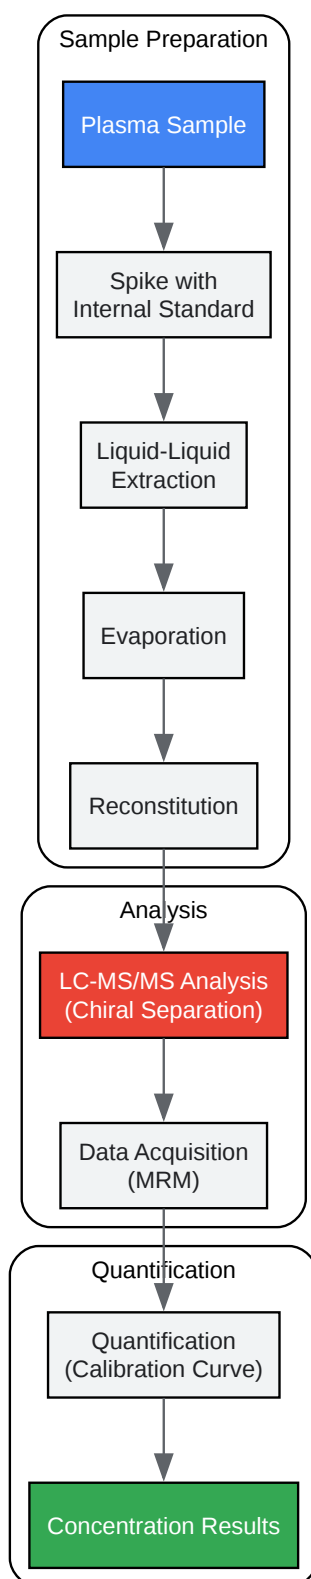 Sample Preparation
Plasma Sample
Spike with
Internal Standard
Liquid-Liquid
Extraction
Evaporation
Reconstitution
Analysis
LC-MS/MS Analysis
(Chiral Separation)
Data Acquisition
(MRM)
Quantification
Quantification
(Calibration Curve)
Concentration Results